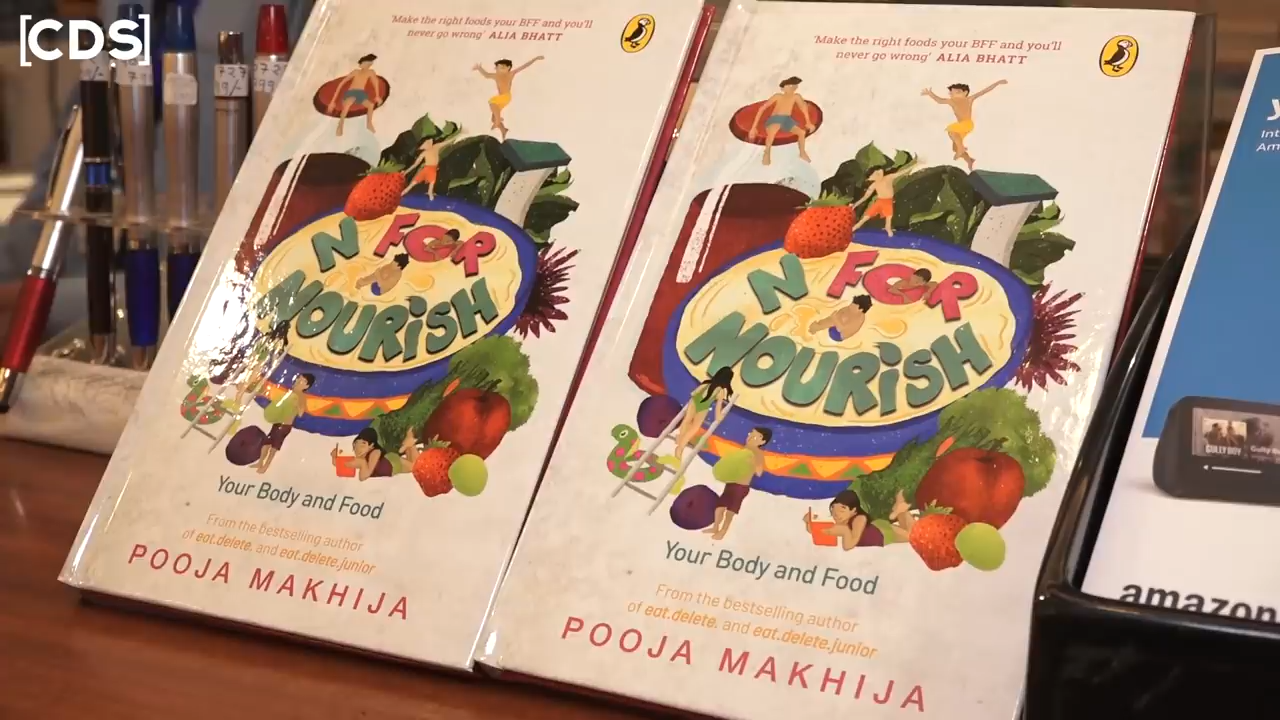 [CDS]
'Make the right foods your BFF and you'll
never go wrong' ALIA BHATT
N FOR
NOURiSH
Your Body and Food
From the bestselling author
of eat.delete. and eat.delete.junior
POOJA MAKHIJA
'Make the right foods your BFF and you'll
never go wrong' ALIA BHATT
N FOR
NOURiSH
Your Body and Food
From the bestselling author
of eat.delete. and eat.delete.junior
POOJA MAKHIJA
GULLY BOY
amazon